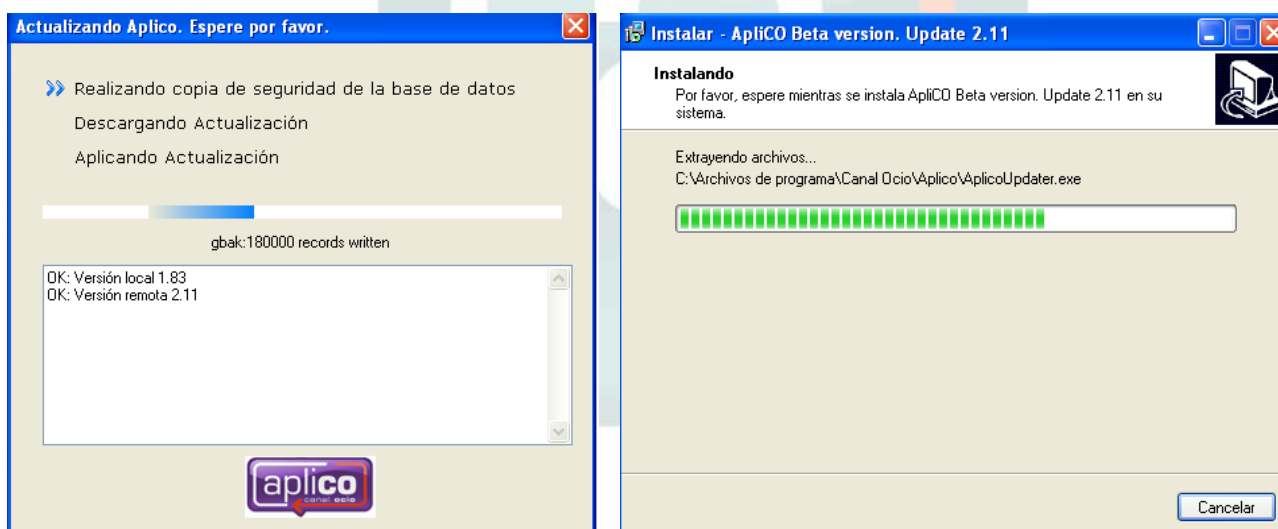 Actualizando Aplico. Espere por favor.
Realizando copia de seguridad de la base de datos
Descargando Actualización
Aplicando Actualización
gbak:180000 records written
OK: Versión local 1.83
OK: Versión remota 2.11
aplico
canal ocio
Instalar - ApliCO Beta version. Update 2.11
Instalando
Por favor, espere mientras se instala ApliCO Beta version. Update 2.11 en su
sistema.
Extrayendo archivos...
C:\Archivos de programa\Canal Ocio\Aplico\AplicoUpdater.exe
Cancelar